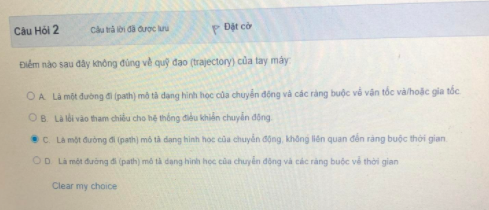 Câu Hỏi 2 Câu trả lời đã được lưu Đặt cờ
Điểm nào sau đây không đúng về quỹ đạo (trajectory) của tay máy:
A. Là một đường đi (path) mô tả dạng hình học của chuyển động và các ràng buộc về vận tốc và/hoặc gia tốc.
B. Là lối vào tham chiếu cho hệ thống điều khiển chuyển động.
C. Là một đường đi (path) mô tả dạng hình học của chuyển động, không liên quan đến ràng buộc thời gian.
D. Là một đường đi (path) mô tả dạng hình học của chuyển động và các ràng buộc về thời gian
Clear my choice